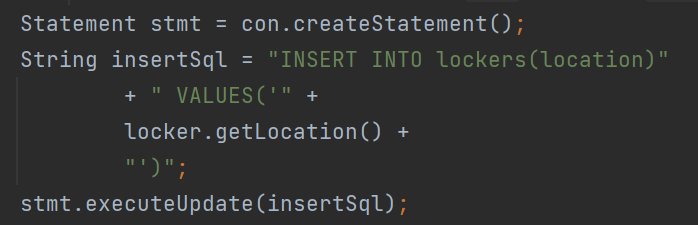 Statement stmt = con.createStatement();
String insertSql = "INSERT INTO lockers(location)"
+ " VALUES('" +
locker.getLocation() +
"')";
stmt.executeUpdate(insertSql);